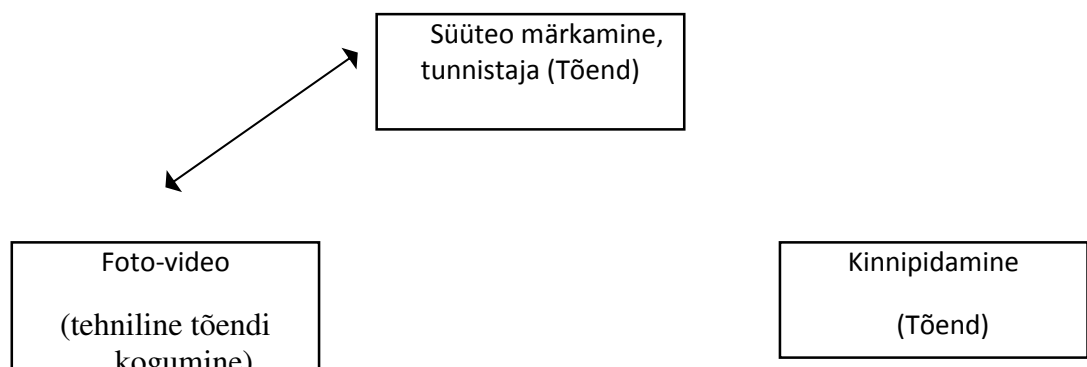 Süüteo märkamine,
tunnistaja (Tõend)
Foto-video
(tehniline tõendi
kogumine)
Kinnipidamine
(Tõend)